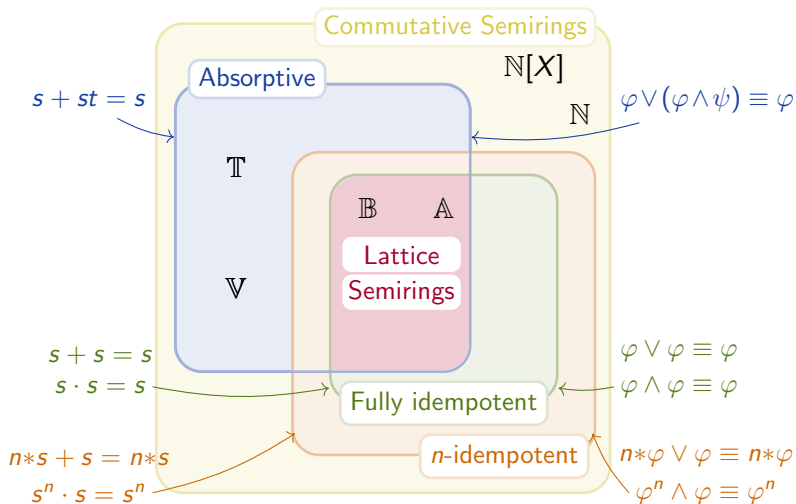 Commutative Semirings
ℕ[X]
Absorptive
s + st = s
ℕ
φ∨(φ∧ψ) ≡ φ
𝕋
𝔹
𝔸
Lattice
Semirings
𝕍
s + s = s
s · s = s
φ ∨ φ ≡ φ
φ ∧ φ ≡ φ
Fully idempotent
n∗s + s = n∗s
sⁿ · s = sⁿ
n-idempotent
n∗φ ∨ φ ≡ n∗φ
φⁿ ∧ φ ≡ φⁿ